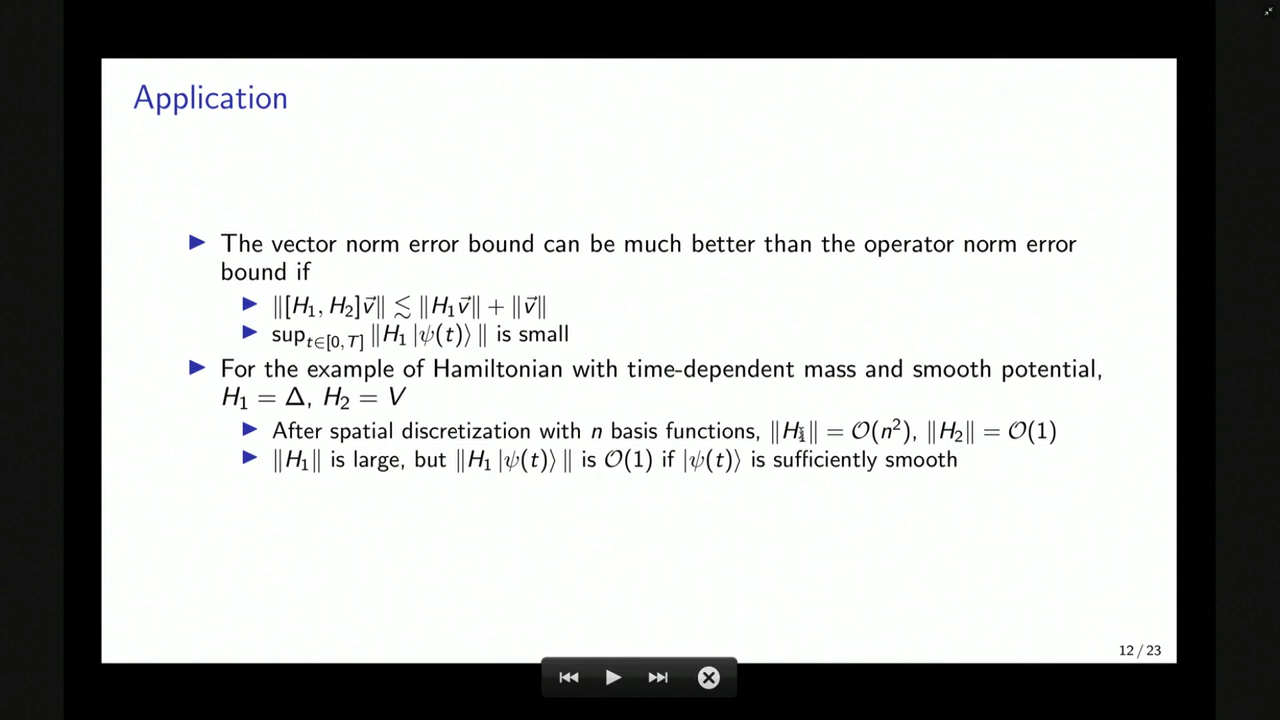 Application
▶ The vector norm error bound can be much better than the operator norm error
bound if
▶ ‖[H₁, H₂]v⃗‖ ≲ ‖H₁v⃗‖ + ‖v⃗‖
▶ sup_{t∈[0,T]} ‖H₁ |ψ(t)⟩ ‖ is small
▶ For the example of Hamiltonian with time-dependent mass and smooth potential,
H₁ = Δ, H₂ = V
▶ After spatial discretization with n basis functions, ‖H₁‖ = 𝒪(n²), ‖H₂‖ = 𝒪(1)
▶ ‖H₁‖ is large, but ‖H₁ |ψ(t)⟩ ‖ is 𝒪(1) if |ψ(t)⟩ is sufficiently smooth
12 / 23